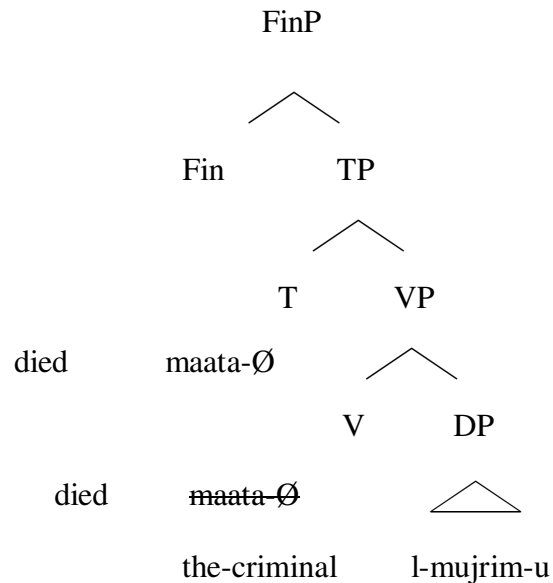 FinP
Fin TP
T VP
died maata-Ø
V DP
died maata-Ø
the-criminal l-mujrim-u